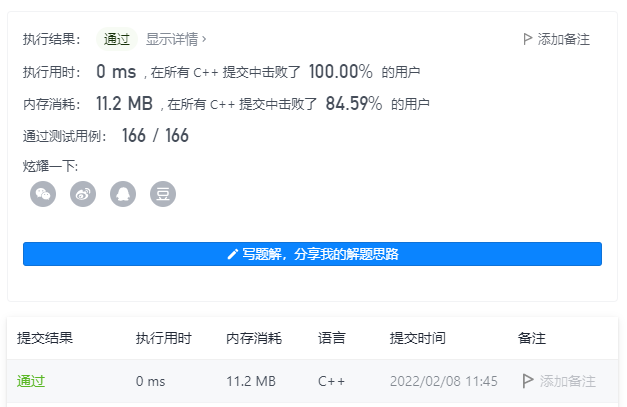 执行结果： 通过 显示详情 › 添加备注
执行用时： 0 ms , 在所有 C++ 提交中击败了 100.00% 的用户
内存消耗： 11.2 MB , 在所有 C++ 提交中击败了 84.59% 的用户
通过测试用例： 166 / 166
炫耀一下:
豆
写题解，分享我的解题思路
提交结果 执行用时 内存消耗 语言 提交时间 备注
通过 0 ms 11.2 MB C++ 2022/02/08 11:45 添加备注